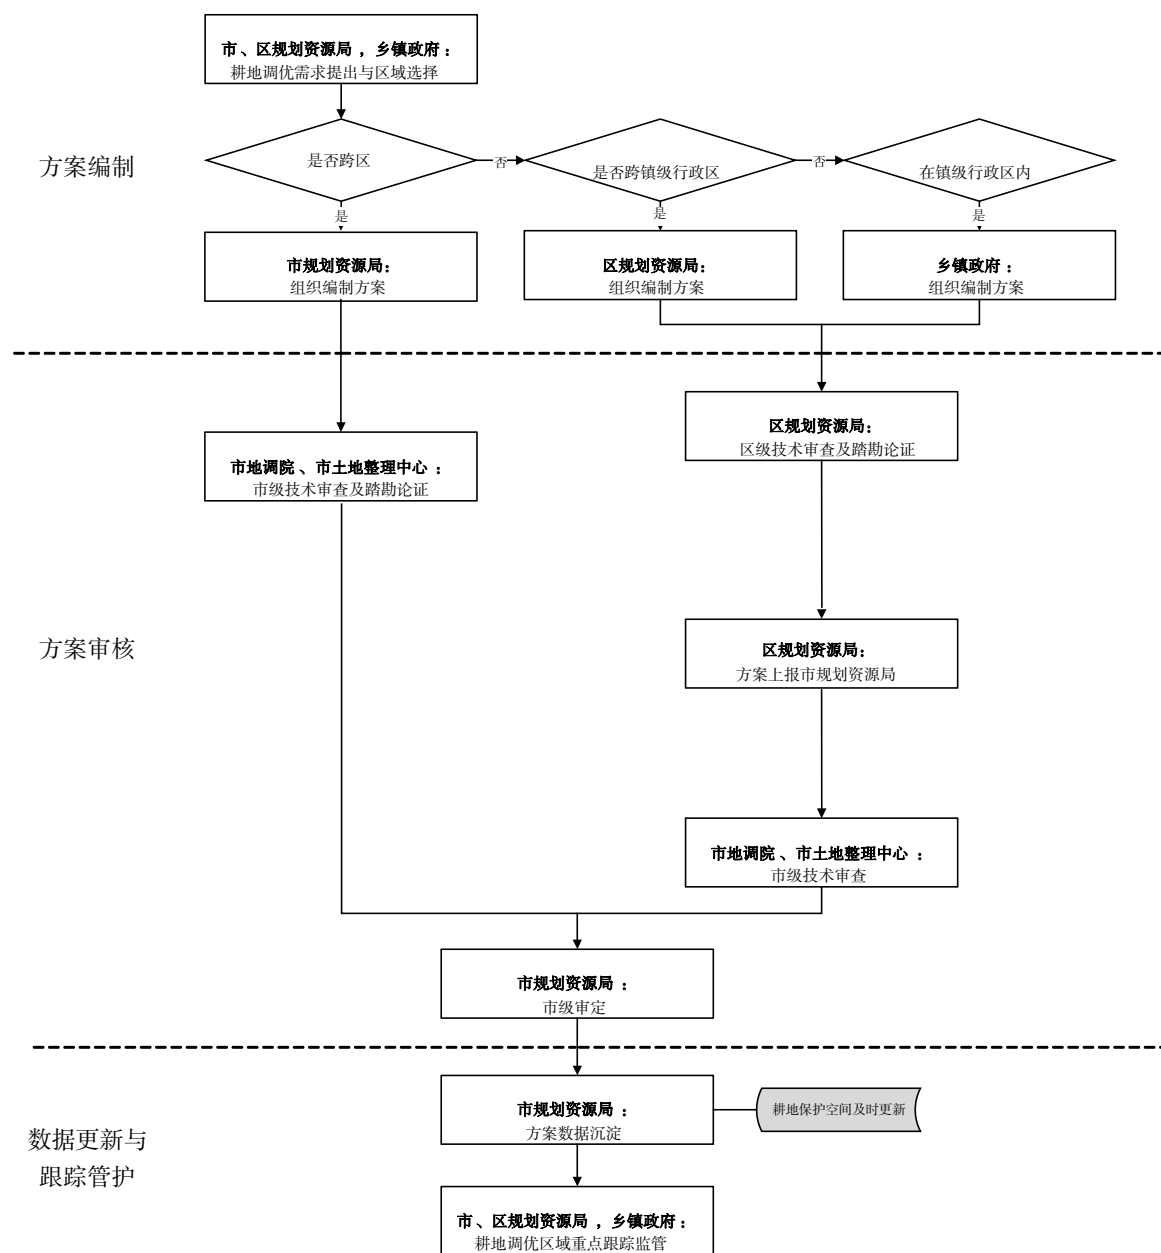 市、区规划资源局，乡镇政府：
耕地调优需求提出与区域选择
方案编制
是否跨区
否
是否跨镇级行政区
否
在镇级行政区内
是
是
是
市规划资源局：
组织编制方案
区规划资源局：
组织编制方案
乡镇政府：
组织编制方案
区规划资源局：
区级技术审查及踏勘论证
市地调院、市土地整理中心：
市级技术审查及踏勘论证
方案审核
区规划资源局：
方案上报市规划资源局
市地调院、市土地整理中心：
市级技术审查
市规划资源局：
市级审定
数据更新与
跟踪管护
市规划资源局：
方案数据沉淀
耕地保护空间及时更新
市、区规划资源局，乡镇政府：
耕地调优区域重点跟踪监管